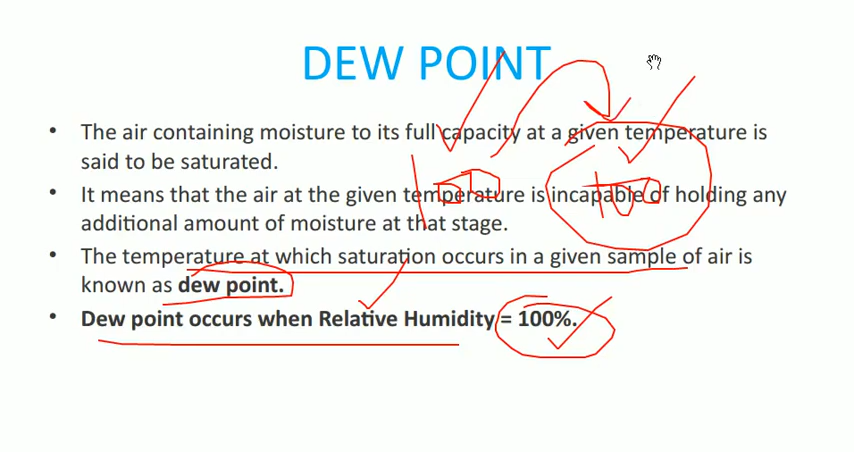 DEW POINT
• The air containing moisture to its full capacity at a given temperature is
said to be saturated.
• It means that the air at the given temperature is incapable of holding any
additional amount of moisture at that stage.
• The temperature at which saturation occurs in a given sample of air is
known as dew point.
• Dew point occurs when Relative Humidity = 100%.
100
100